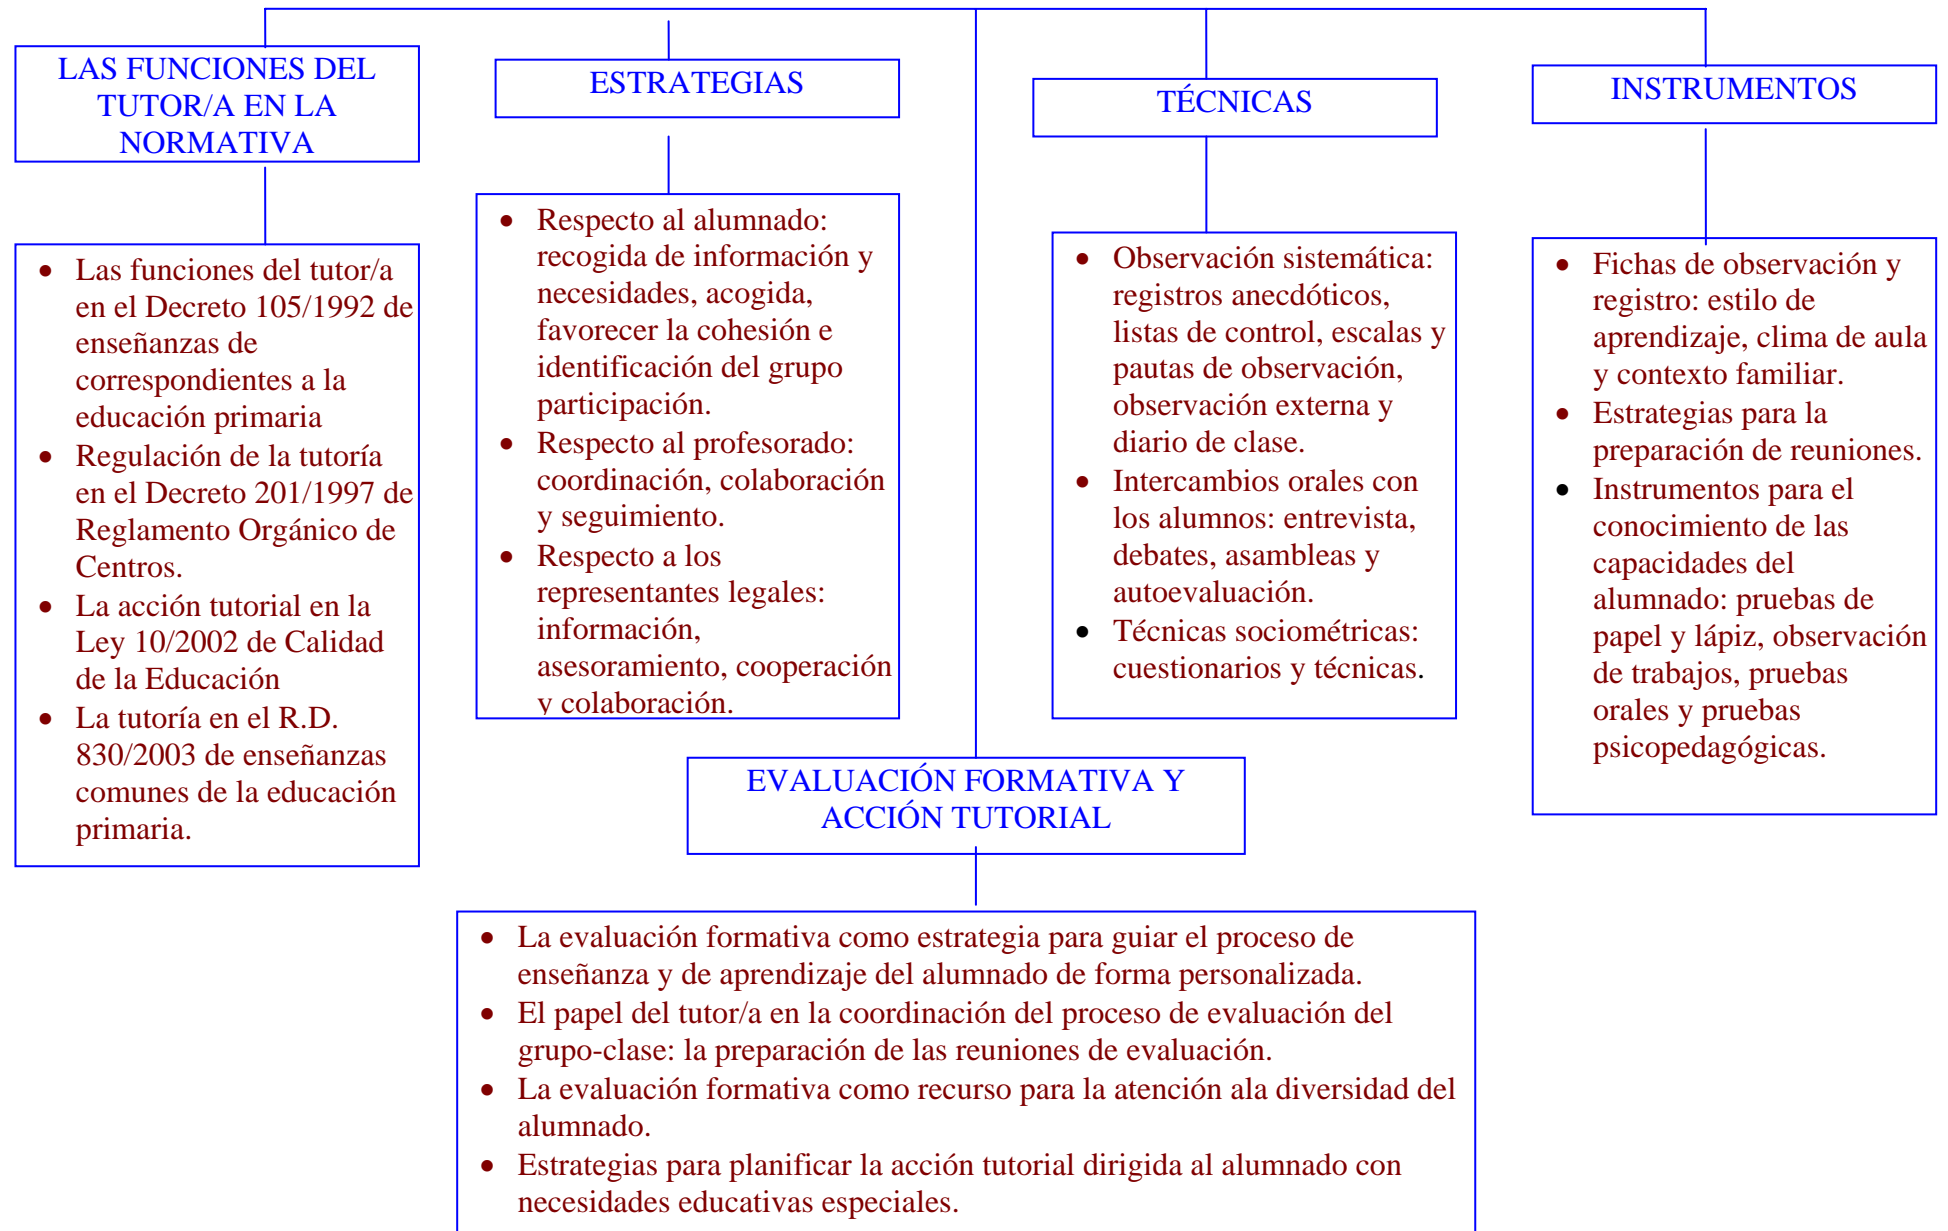 LAS FUNCIONES DEL
TUTOR/A EN LA
NORMATIVA
• Las funciones del tutor/a
en el Decreto 105/1992 de
enseñanzas de
correspondientes a la
educación primaria
• Regulación de la tutoría
en el Decreto 201/1997 de
Reglamento Orgánico de
Centros.
• La acción tutorial en la
Ley 10/2002 de Calidad
de la Educación
• La tutoría en el R.D.
830/2003 de enseñanzas
comunes de la educación
primaria.
ESTRATEGIAS
• Respecto al alumnado:
recogida de información y
necesidades, acogida,
favorecer la cohesión e
identificación del grupo
participación.
• Respecto al profesorado:
coordinación, colaboración
y seguimiento.
• Respecto a los
representantes legales:
información,
asesoramiento, cooperación
y colaboración.
TÉCNICAS
• Observación sistemática:
registros anecdóticos,
listas de control, escalas y
pautas de observación,
observación externa y
diario de clase.
• Intercambios orales con
los alumnos: entrevista,
debates, asambleas y
autoevaluación.
• Técnicas sociométricas:
cuestionarios y técnicas.
INSTRUMENTOS
• Fichas de observación y
registro: estilo de
aprendizaje, clima de aula
y contexto familiar.
• Estrategias para la
preparación de reuniones.
• Instrumentos para el
conocimiento de las
capacidades del
alumnado: pruebas de
papel y lápiz, observación
de trabajos, pruebas
orales y pruebas
psicopedagógicas.
EVALUACIÓN FORMATIVA Y
ACCIÓN TUTORIAL
• La evaluación formativa como estrategia para guiar el proceso de
enseñanza y de aprendizaje del alumnado de forma personalizada.
• El papel del tutor/a en la coordinación del proceso de evaluación del
grupo-clase: la preparación de las reuniones de evaluación.
• La evaluación formativa como recurso para la atención ala diversidad del
alumnado.
• Estrategias para planificar la acción tutorial dirigida al alumnado con
necesidades educativas especiales.